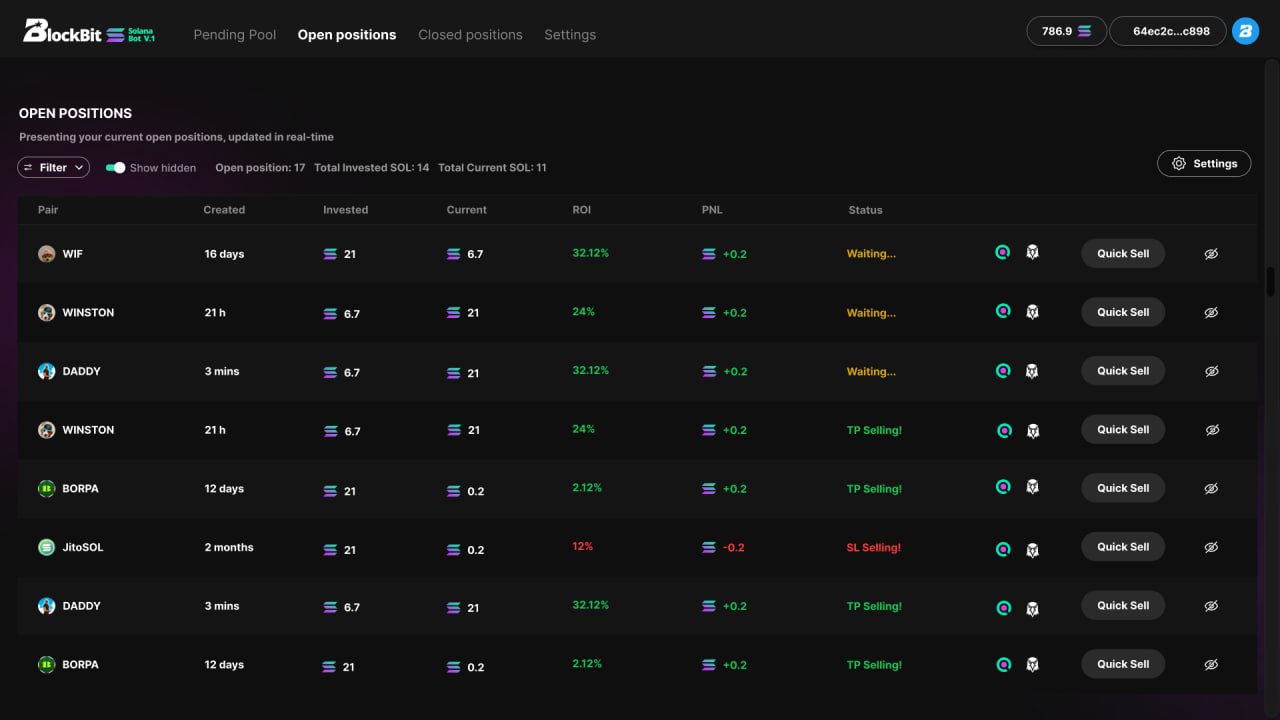 BlockBit Solana Bot V.1 Pending Pool Open positions Closed positions Settings 786.9 64ec2c...c898
OPEN POSITIONS
Presenting your current open positions, updated in real-time
Filter Show hidden Open position: 17 Total Invested SOL: 14 Total Current SOL: 11 Settings
Pair Created Invested Current ROI PNL Status
WIF 16 days 21 6.7 32.12% +0.2 Waiting... Quick Sell
WINSTON 21 h 6.7 21 24% +0.2 Waiting... Quick Sell
DADDY 3 mins 6.7 21 32.12% +0.2 Waiting... Quick Sell
WINSTON 21 h 6.7 21 24% +0.2 TP Selling! Quick Sell
BORPA 12 days 21 0.2 2.12% +0.2 TP Selling! Quick Sell
JitoSOL 2 months 21 0.2 12% -0.2 SL Selling! Quick Sell
DADDY 3 mins 6.7 21 32.12% +0.2 TP Selling! Quick Sell
BORPA 12 days 21 0.2 2.12% +0.2 TP Selling! Quick Sell